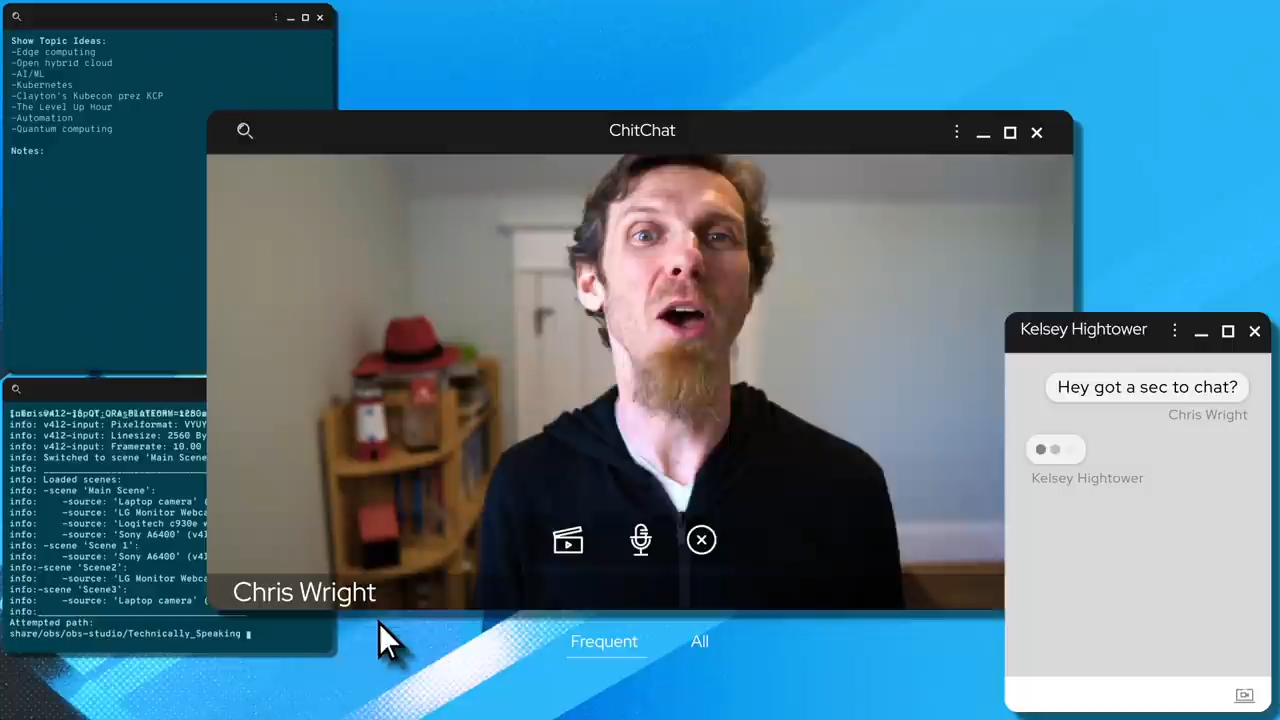 Show Topic Ideas:
-Edge computing
-Open hybrid cloud
-AI/ML
-Kubernetes
-Clayton's Kubecon prez KCP
-The Level Up Hour
-Automation
-Quantum computing
Notes:
ChitChat
Chris Wright
Frequent
All
Kelsey Hightower
Hey got a sec to chat?
Chris Wright
Kelsey Hightower
info: v4l2-input: Pixelformat: VYUY
info: v4l2-input: Linesize: 2560 By
info: v4l2-input: Framerate: 10.00
info: Switched to scene 'Main Scene
info:
info: Loaded scenes:
info: -scene 'Main Scene':
info: -source: 'Laptop camera' (
info: -source: 'LG Monitor Webca
info: -source: 'Logitech c930e w
info: -source: 'Sony A6400' (v4l
info: -scene 'Scene 1':
info: -source: 'Sony A6400' (v4l
info:-scene 'Scene2':
info: -source: 'LG Monitor Webca
info:-scene 'Scene3':
info: -source: 'Laptop camera' (
info:
Attempted path:
share/obs/obs-studio/Technically_Speaking